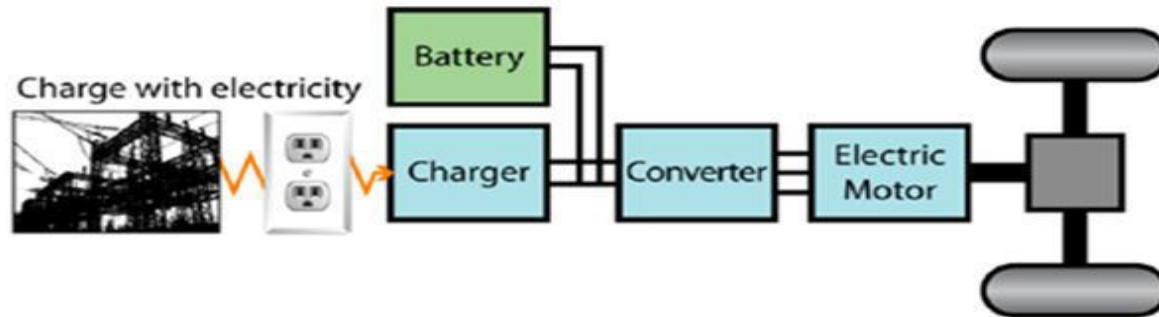 Charge with electricity
Battery
Charger
Converter
Electric
Motor